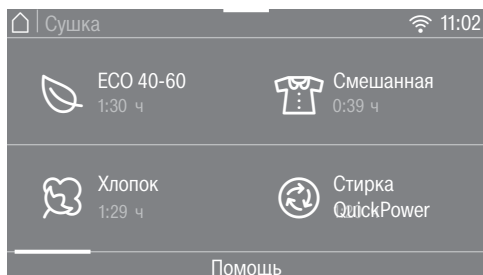 Сушка 11:02
ECO 40-60
1:30 ч
Смешанная
0:39 ч
Хлопок
1:29 ч
Стирка
QuickPower
Помощь